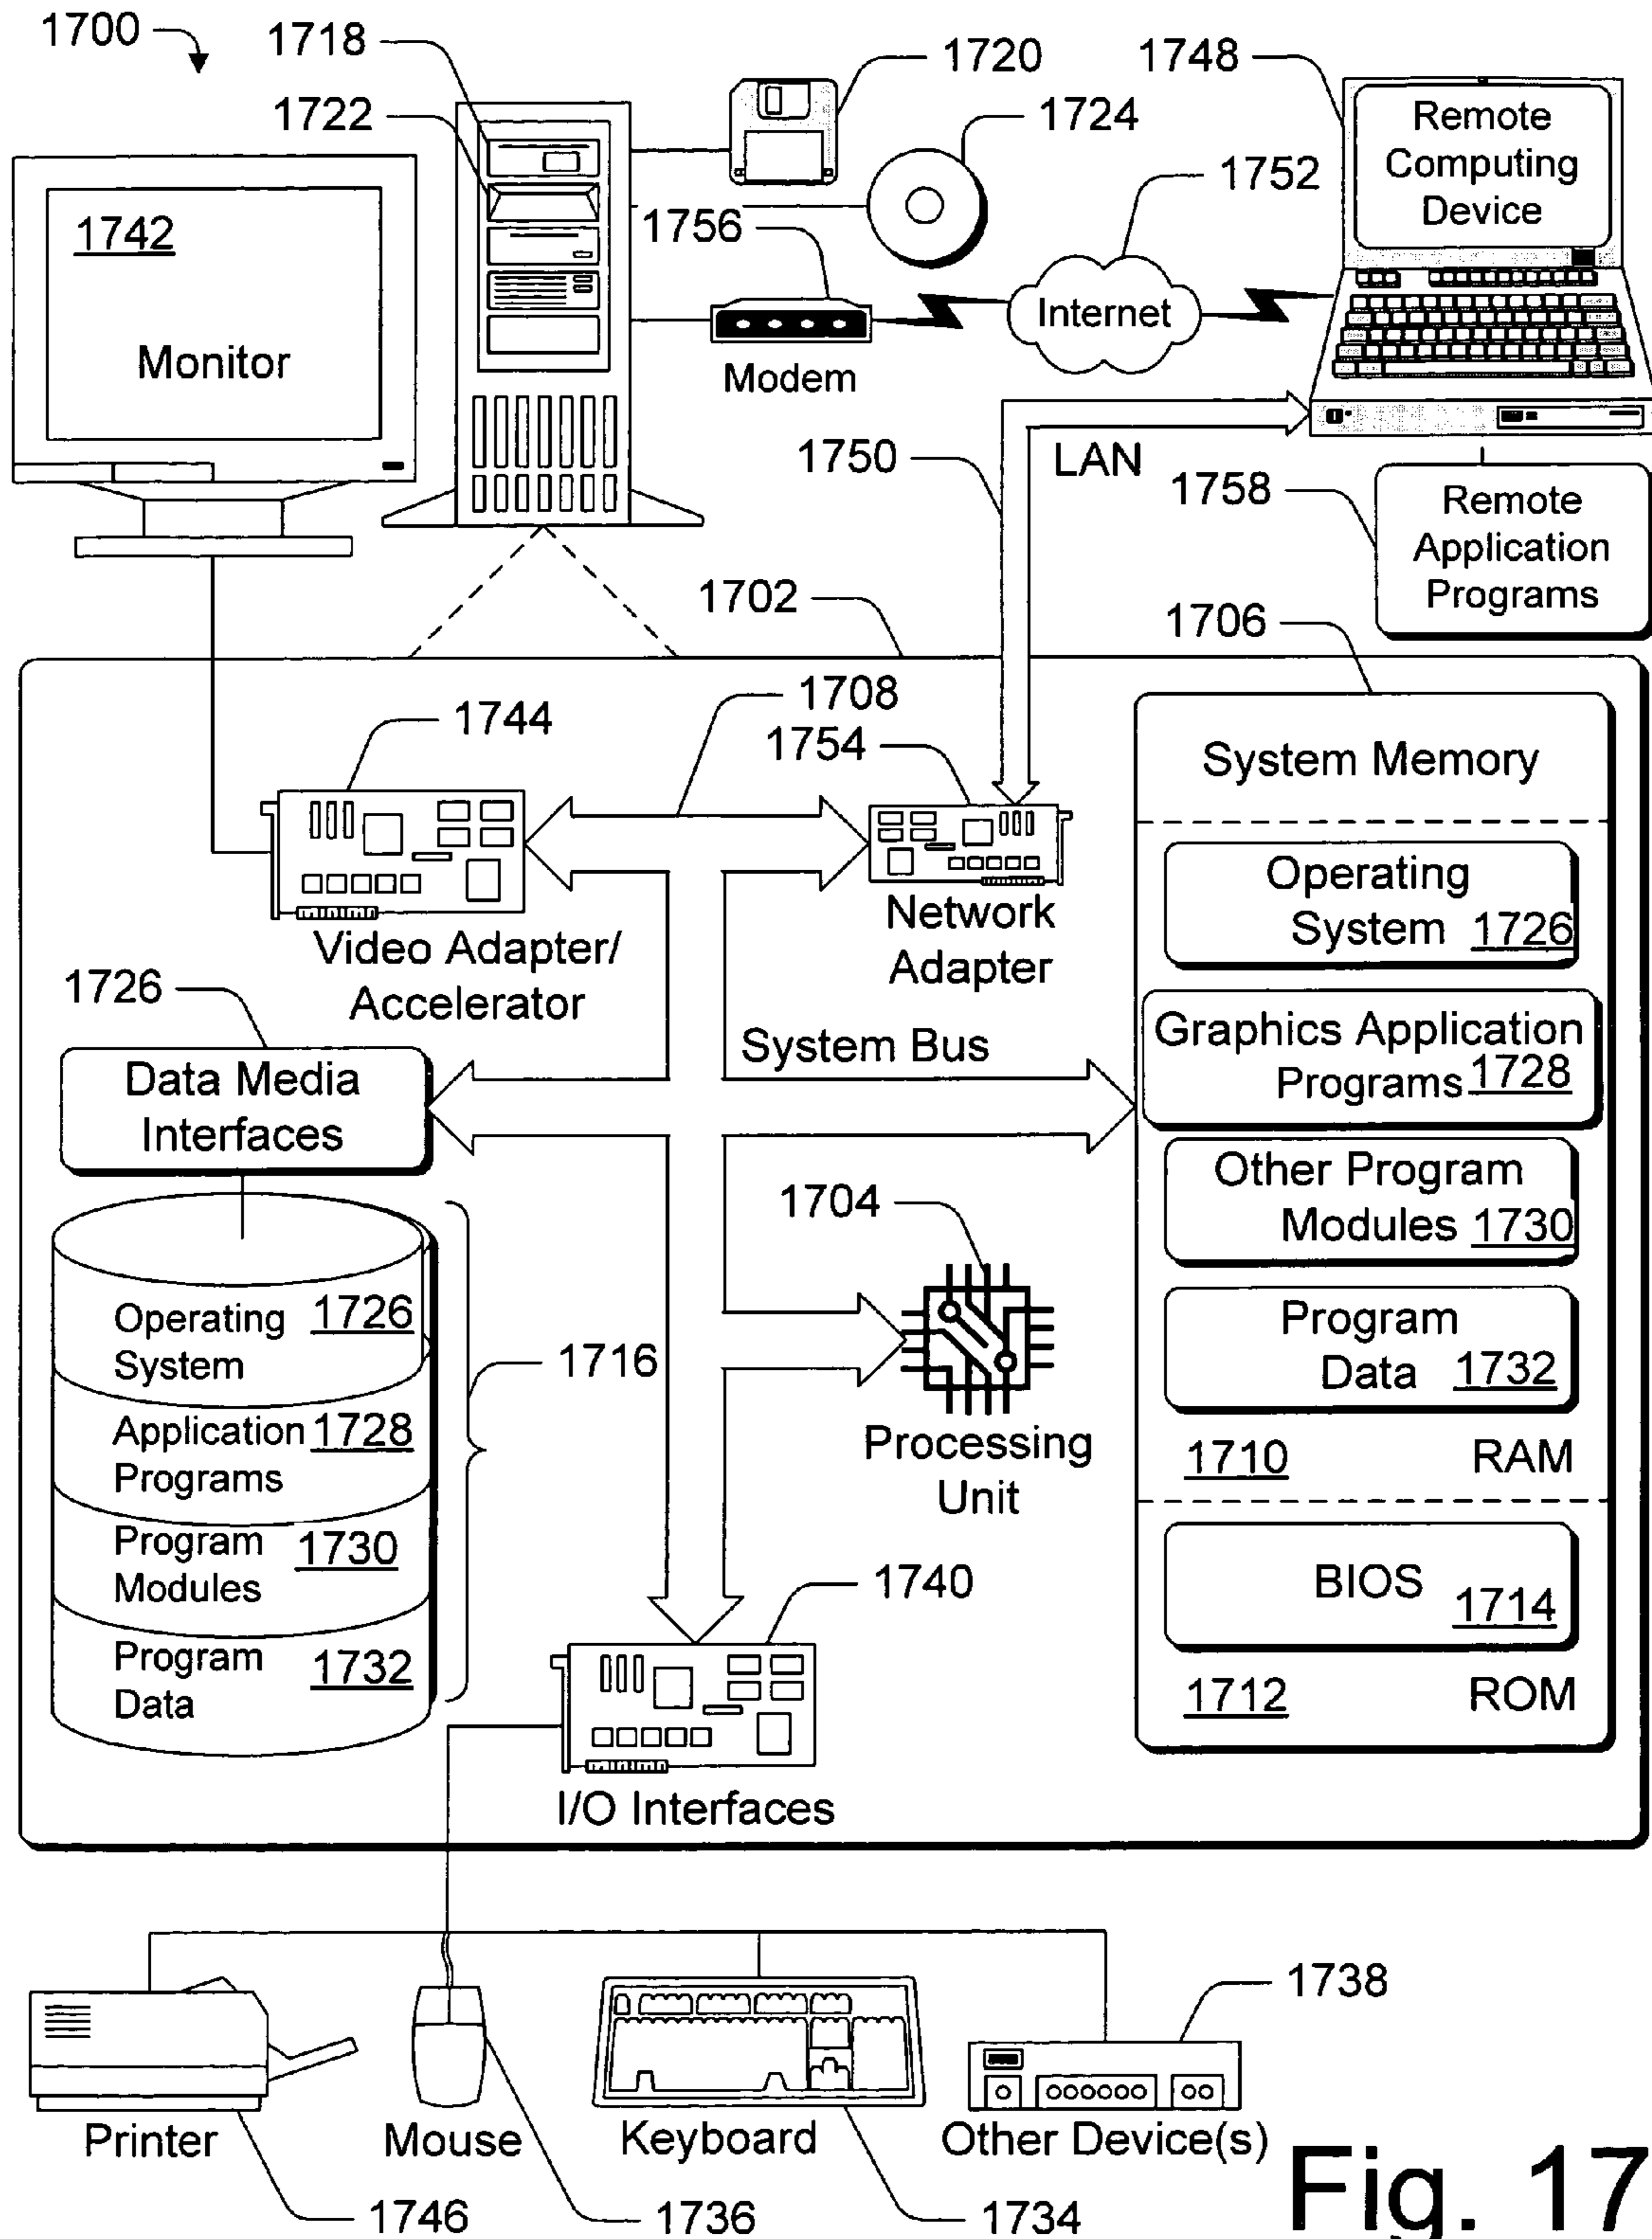 1700
1718
1720
1748
1722
1724
Remote
Computing
Device
1752
1742
1756
Internet
Monitor
Modem
1750
LAN
1758
Remote
Application
Programs
1702
1706
1708
1744
1754
System Memory
Operating
System 1726
Network
Adapter
Video Adapter/
Accelerator
1726
Graphics Application
Programs 1728
System Bus
Data Media
Interfaces
Other Program
Modules 1730
1704
Operating 1726
System
1716
Program
Data 1732
Application 1728
Programs
Processing
Unit
1710 RAM
Program 1730
Modules
1740
BIOS
1714
Program 1732
Data
1712 ROM
I/O Interfaces
1738
Printer
Mouse
Keyboard
Other Device(s)
1746
1736
1734
Fig. 17